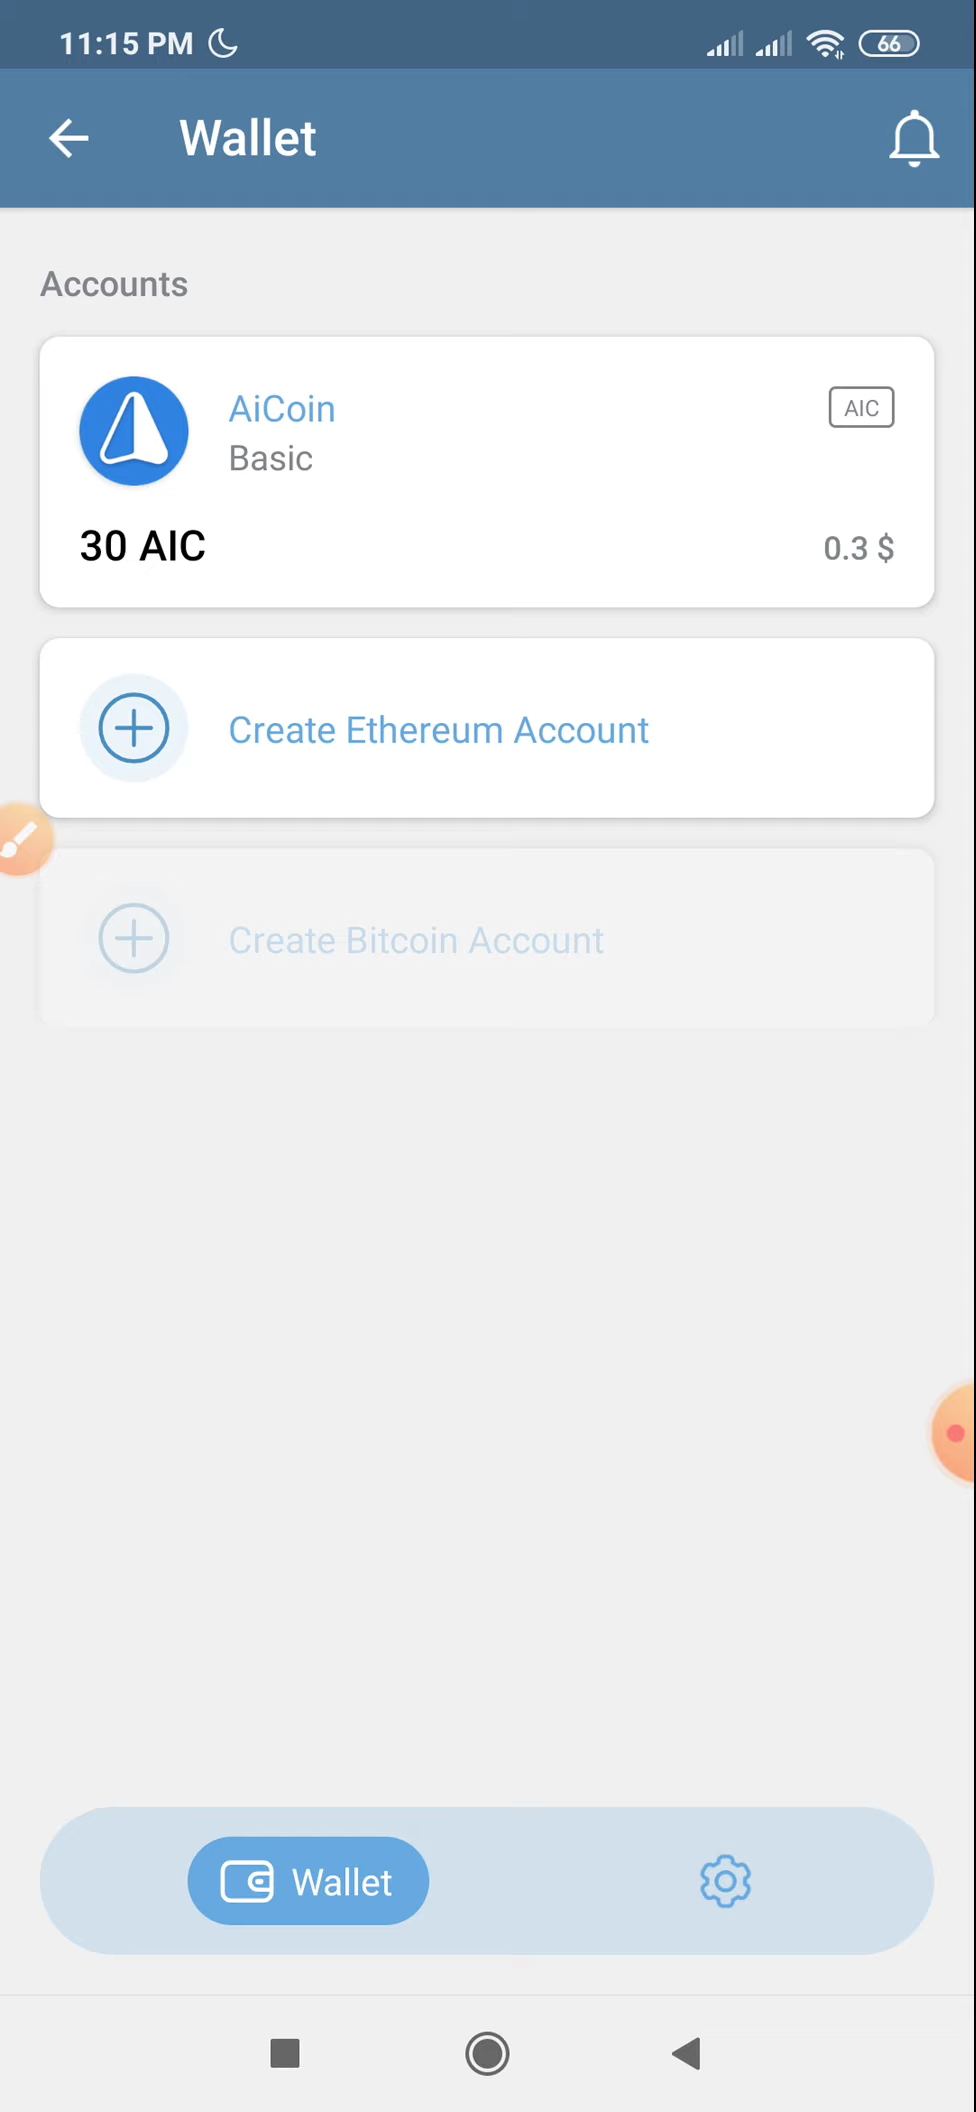 11:15 PM
66
Wallet
Accounts
AiCoin
AIC
Basic
30 AIC
0.3 $
Create Ethereum Account
Create Bitcoin Account
Wallet